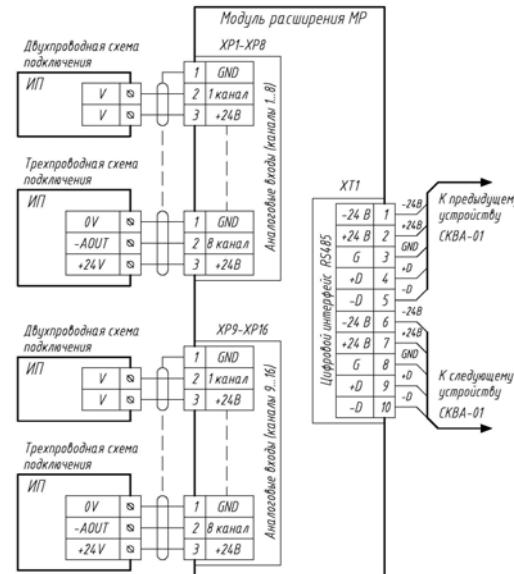 Модуль расширения МР
Двухпроводная схема
подключения
ИП
V
V
XP1-XP8
1 GND
2 1 канал
3 +24В
Аналоговые входы (каналы 1...8)
Трехпроводная схема
подключения
ИП
0V
-AOUT
+24V
1 GND
2 8 канал
3 +24В
Двухпроводная схема
подключения
ИП
V
V
XP9-XP16
1 GND
2 1 канал
3 +24В
Аналоговые входы (каналы 9...16)
Трехпроводная схема
подключения
ИП
0V
-AOUT
+24V
1 GND
2 8 канал
3 +24В
XT1
Цифровой интерфейс RS485
-24 В 1 -24В
+24 В 2 +24В
G 3 GND
+D 4 +D
-D 5 -D
-24 В 6 -24В
+24 В 7 +24В
G 8 GND
+D 9 +D
-D 10 -D
К предыдущему
устройству
СКВА-01
К следующему
устройству
СКВА-01